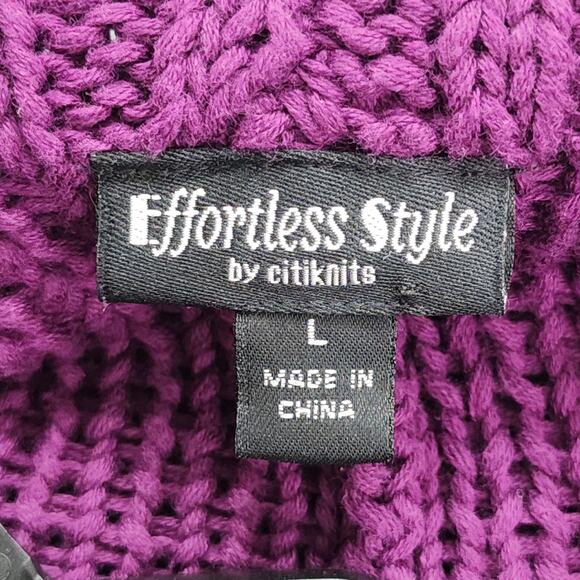 Effortless Style
by citiknits
L
MADE IN
CHINA